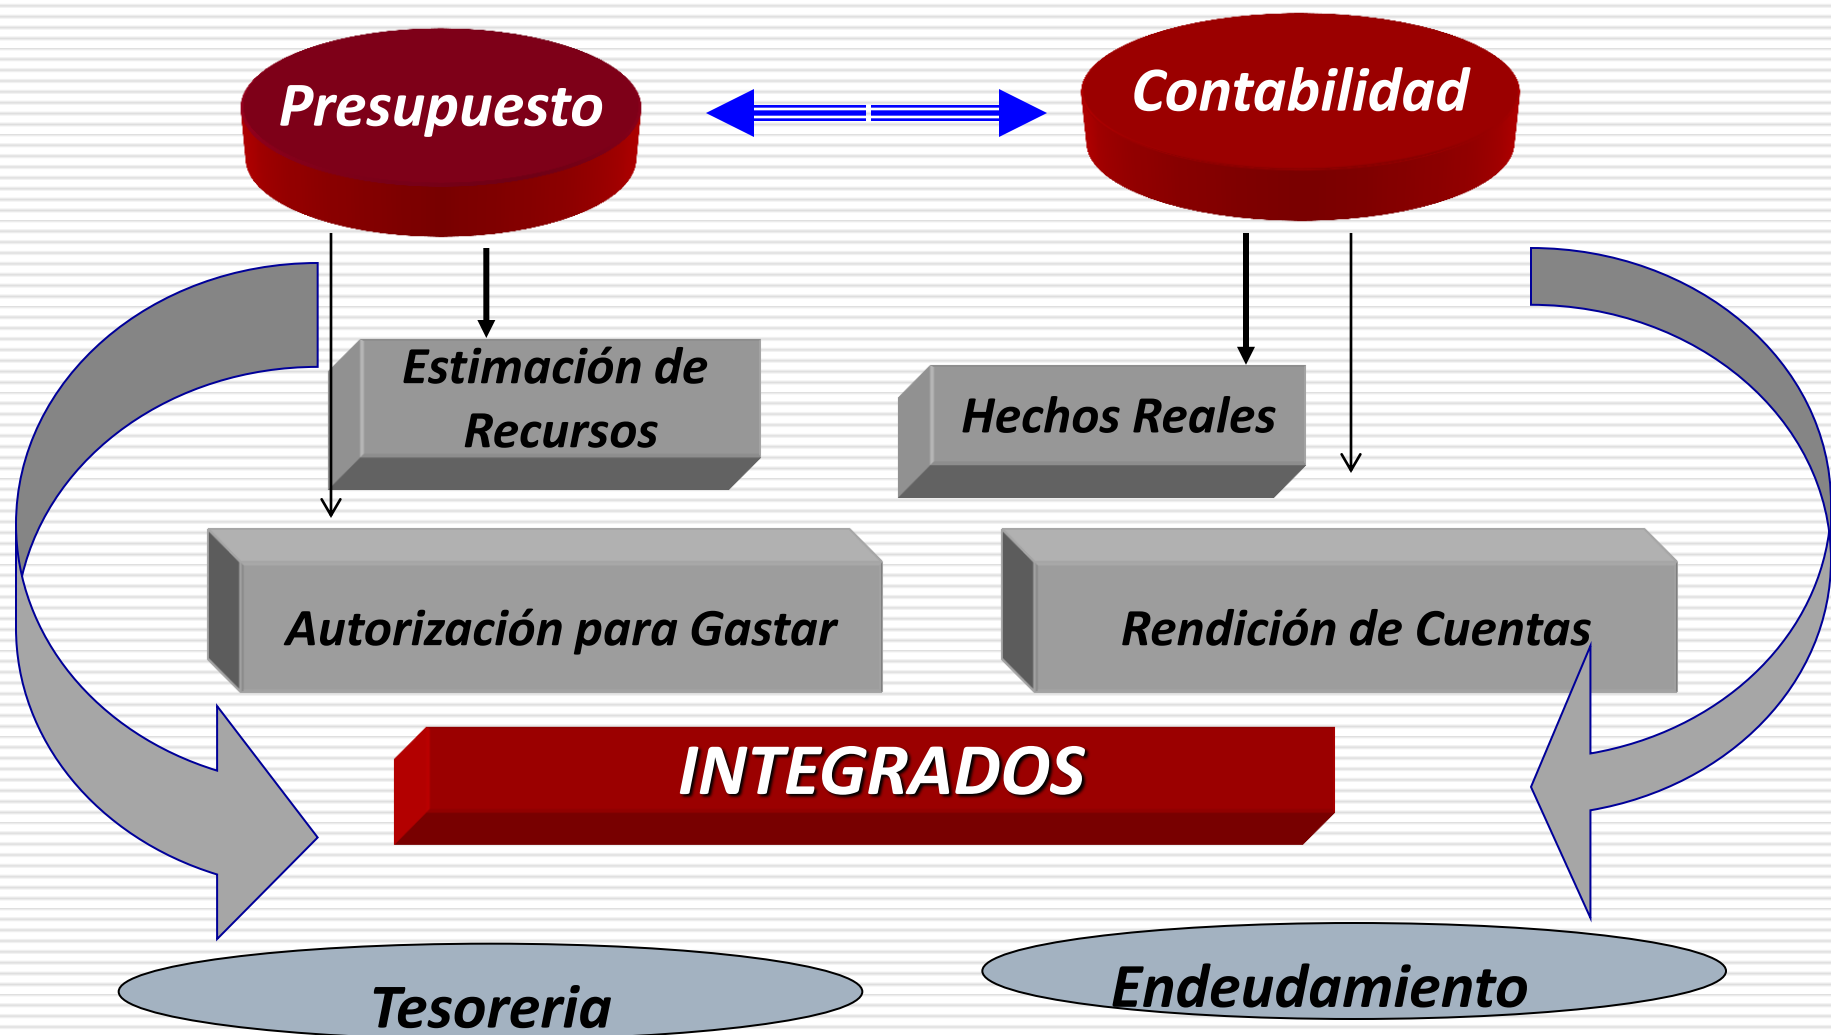 Presupuesto
Contabilidad
Estimación de
Recursos
Hechos Reales
Autorización para Gastar
Rendición de Cuentas
INTEGRADOS
Tesoreria
Endeudamiento